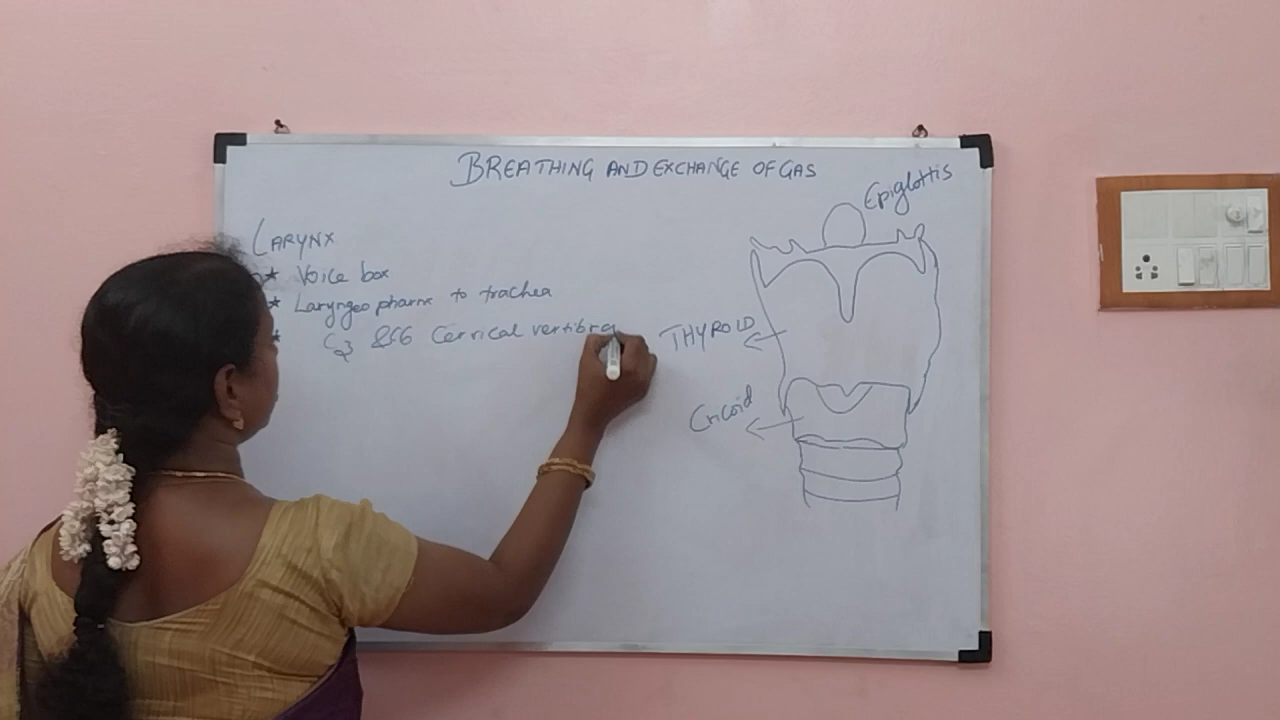 BREATHING AND EXCHANGE OF GAS
Epiglottis
LARYNX
★ Voice box
★ Laryngeo pharnx to trachea
★ C3 & C6 Cervical vertibra
THYROID
Cricoid